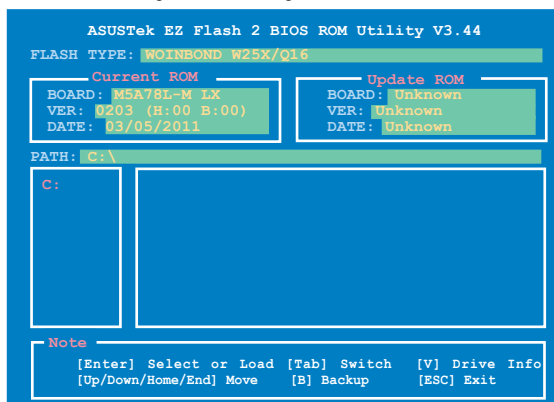 ASUSTek EZ Flash 2 BIOS ROM Utility V3.44
FLASH TYPE: WOINBOND W25X/Q16
Current ROM
BOARD: M5A78L-M LX
VER: 0203 (H:00 B:00)
DATE: 03/05/2011
Update ROM
BOARD: Unknown
VER: Unknown
DATE: Unknown
PATH: C:\
C:
Note
[Enter] Select or Load [Tab] Switch [V] Drive Info
[Up/Down/Home/End] Move [B] Backup [ESC] Exit